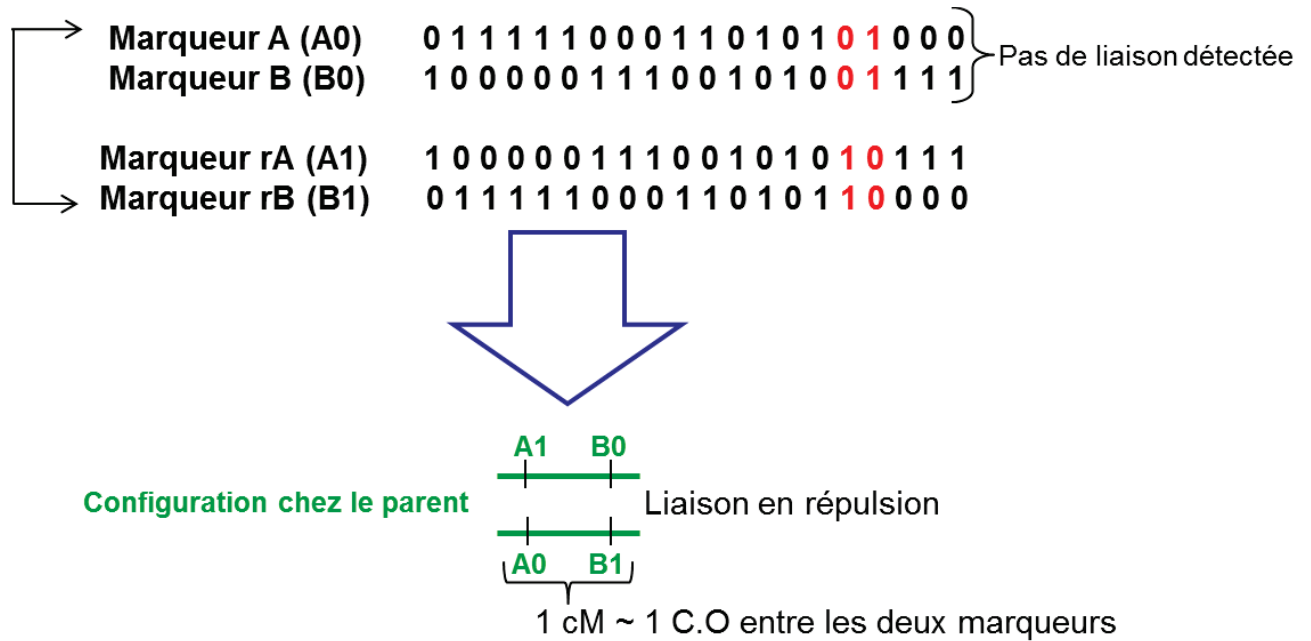 Marqueur A (A0) 0 1 1 1 1 1 0 0 0 1 1 0 1 0 1 0 1 0 0 0
Marqueur B (B0) 1 0 0 0 0 0 1 1 1 0 0 1 0 1 0 0 1 1 1 1
Pas de liaison détectée
Marqueur rA (A1) 1 0 0 0 0 0 1 1 1 0 0 1 0 1 0 1 0 1 1 1
Marqueur rB (B1) 0 1 1 1 1 1 0 0 0 1 1 0 1 0 1 1 0 0 0 0
A1 B0
Configuration chez le parent Liaison en répulsion
A0 B1
1 cM ~ 1 C.O entre les deux marqueurs